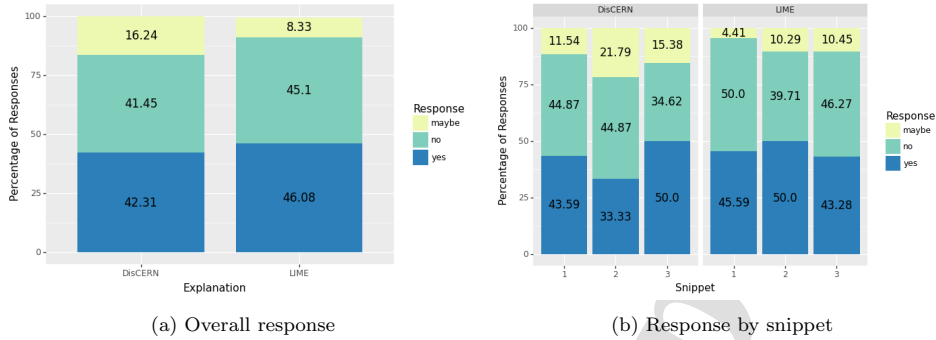 100
75
50
25
0
Percentage of Responses
16.24
41.45
42.31
8.33
45.1
46.08
DisCERN
LIME
Explanation
Response
maybe
no
yes
(a) Overall response
DisCERN
LIME
100
75
50
25
0
Percentage of Responses
11.54
44.87
43.59
21.79
44.87
33.33
15.38
34.62
50.0
4.41
50.0
45.59
10.29
39.71
50.0
10.45
46.27
43.28
1
2
3
1
2
3
Snippet
Response
maybe
no
yes
(b) Response by snippet